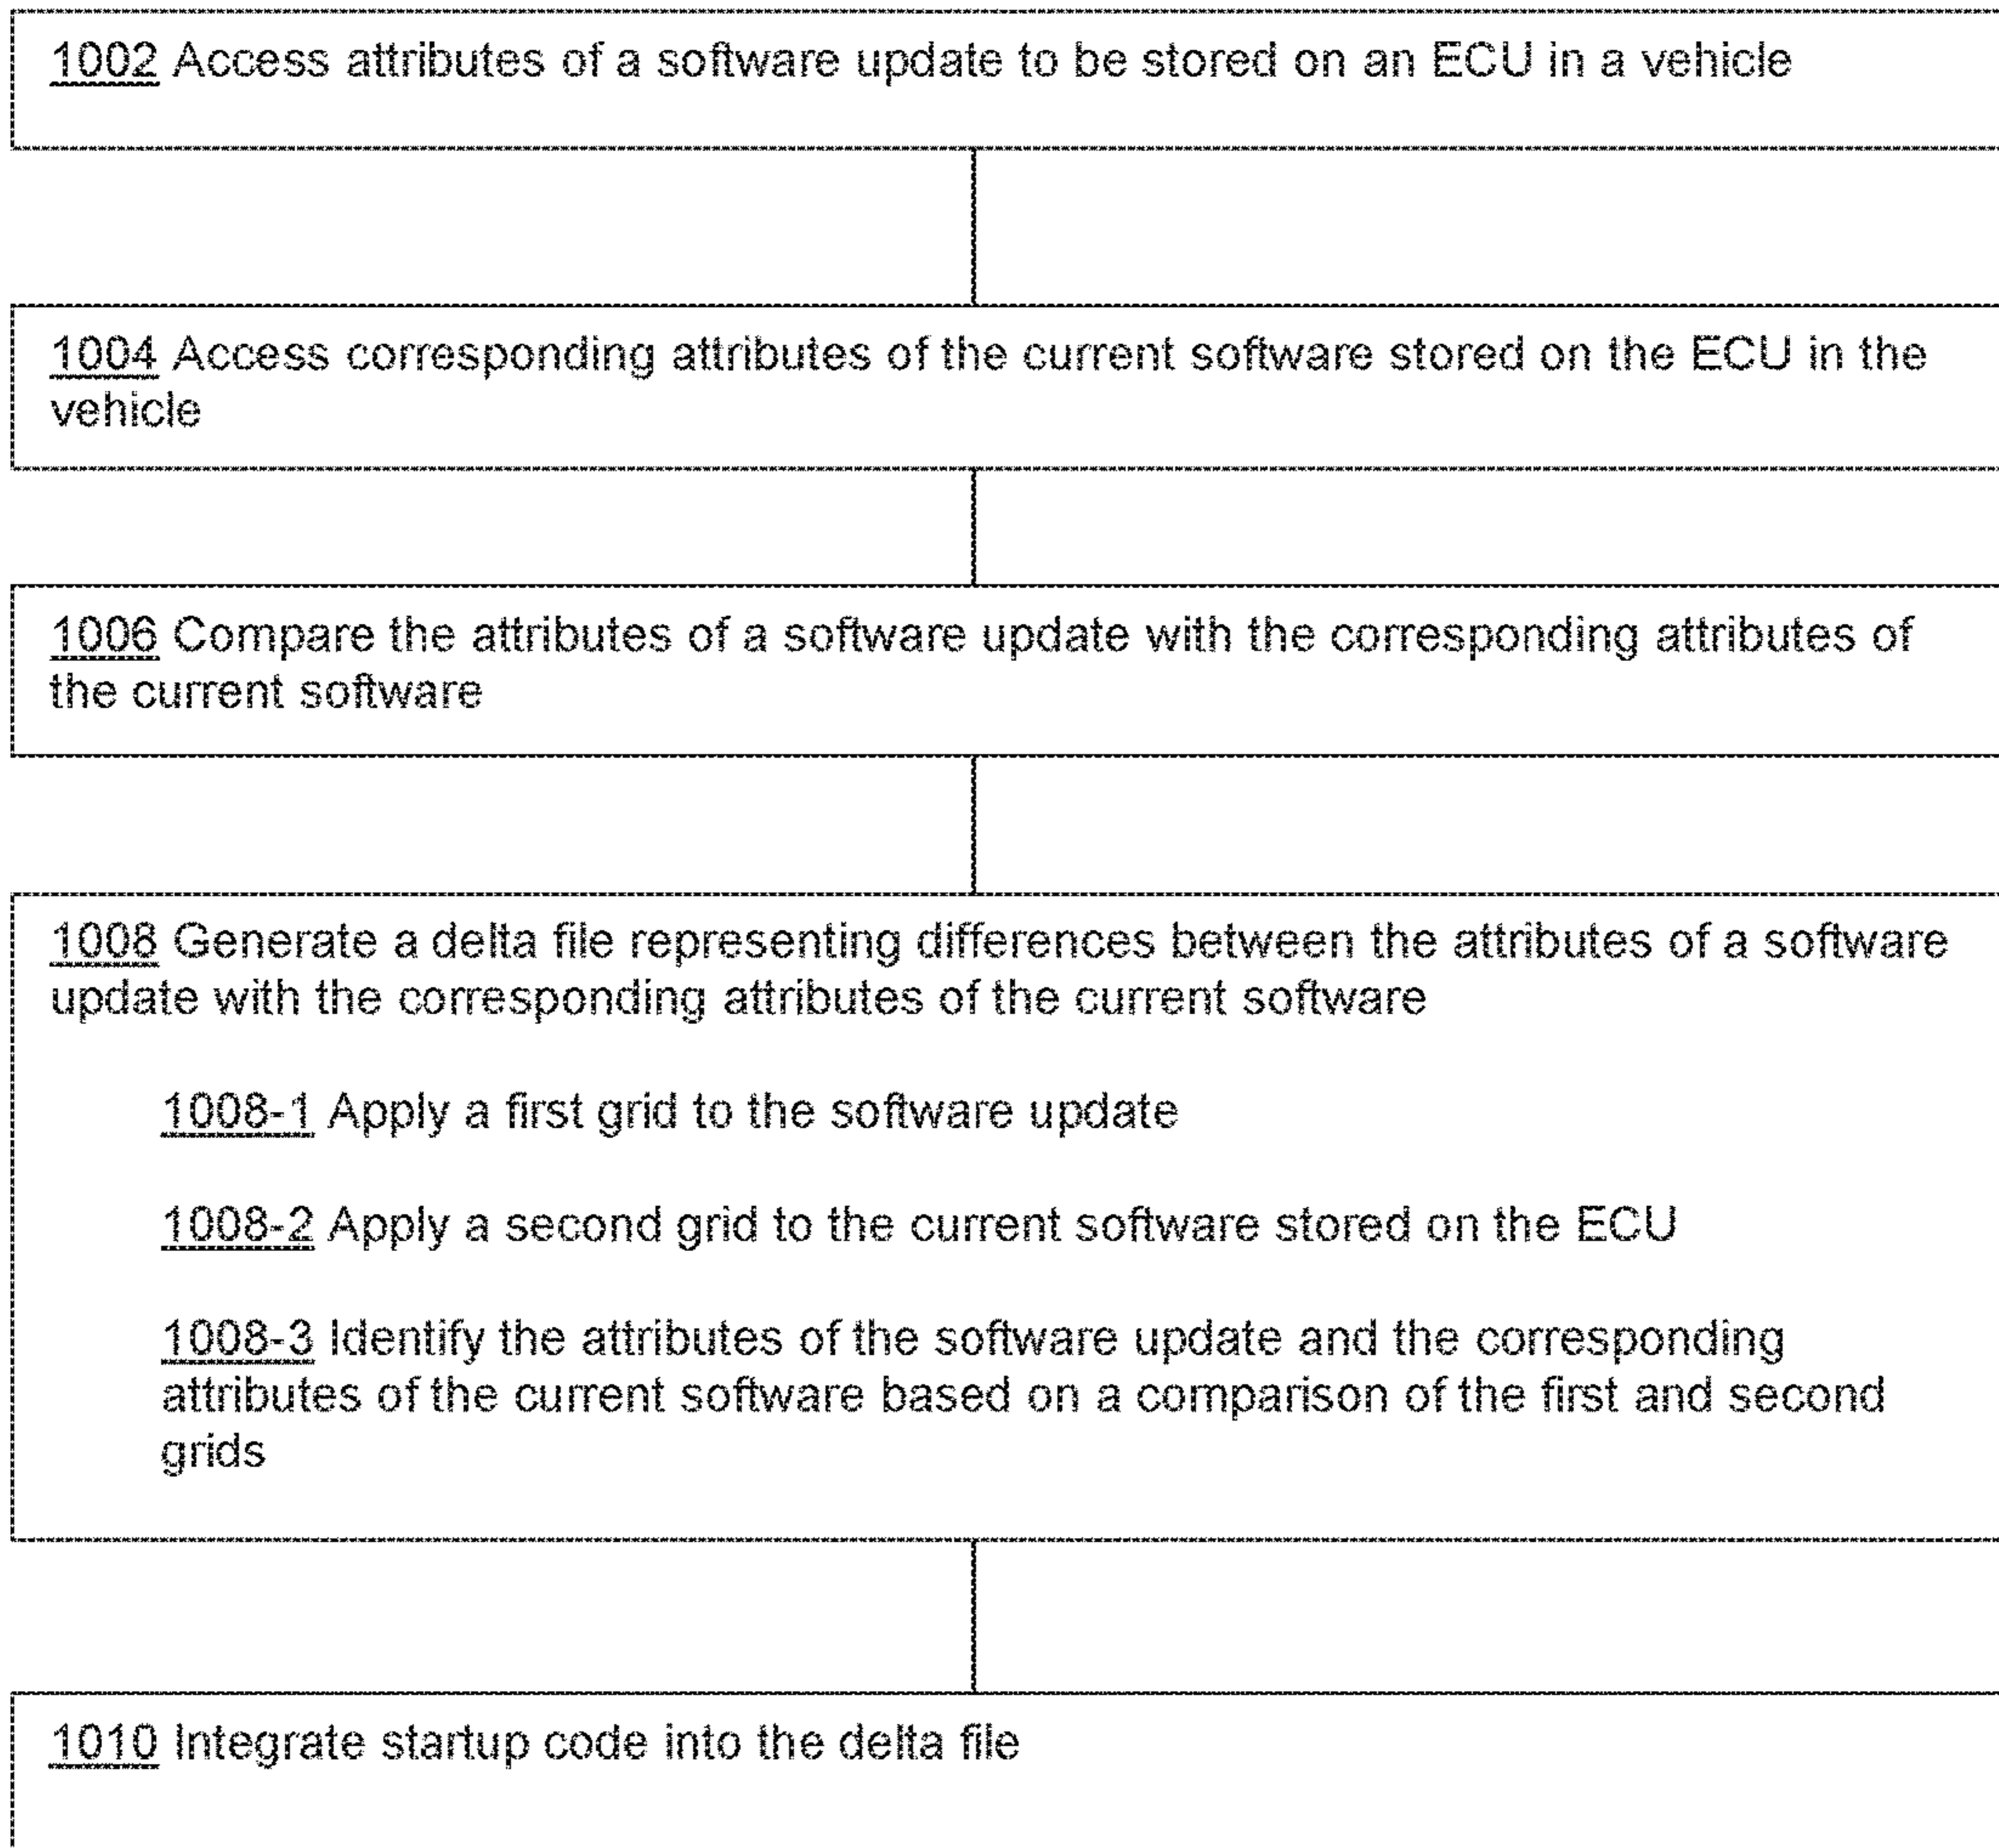 1002 Access attributes of a software update to be stored on an ECU in a vehicle
1004 Access corresponding attributes of the current software stored on the ECU in the
vehicle
1006 Compare the attributes of a software update with the corresponding attributes of
the current software
1008 Generate a delta file representing differences between the attributes of a software
update with the corresponding attributes of the current software
1008-1 Apply a first grid to the software update
1008-2 Apply a second grid to the current software stored on the ECU
1008-3 Identify the attributes of the software update and the corresponding
attributes of the current software based on a comparison of the first and second
grids
1010 Integrate startup code into the delta file